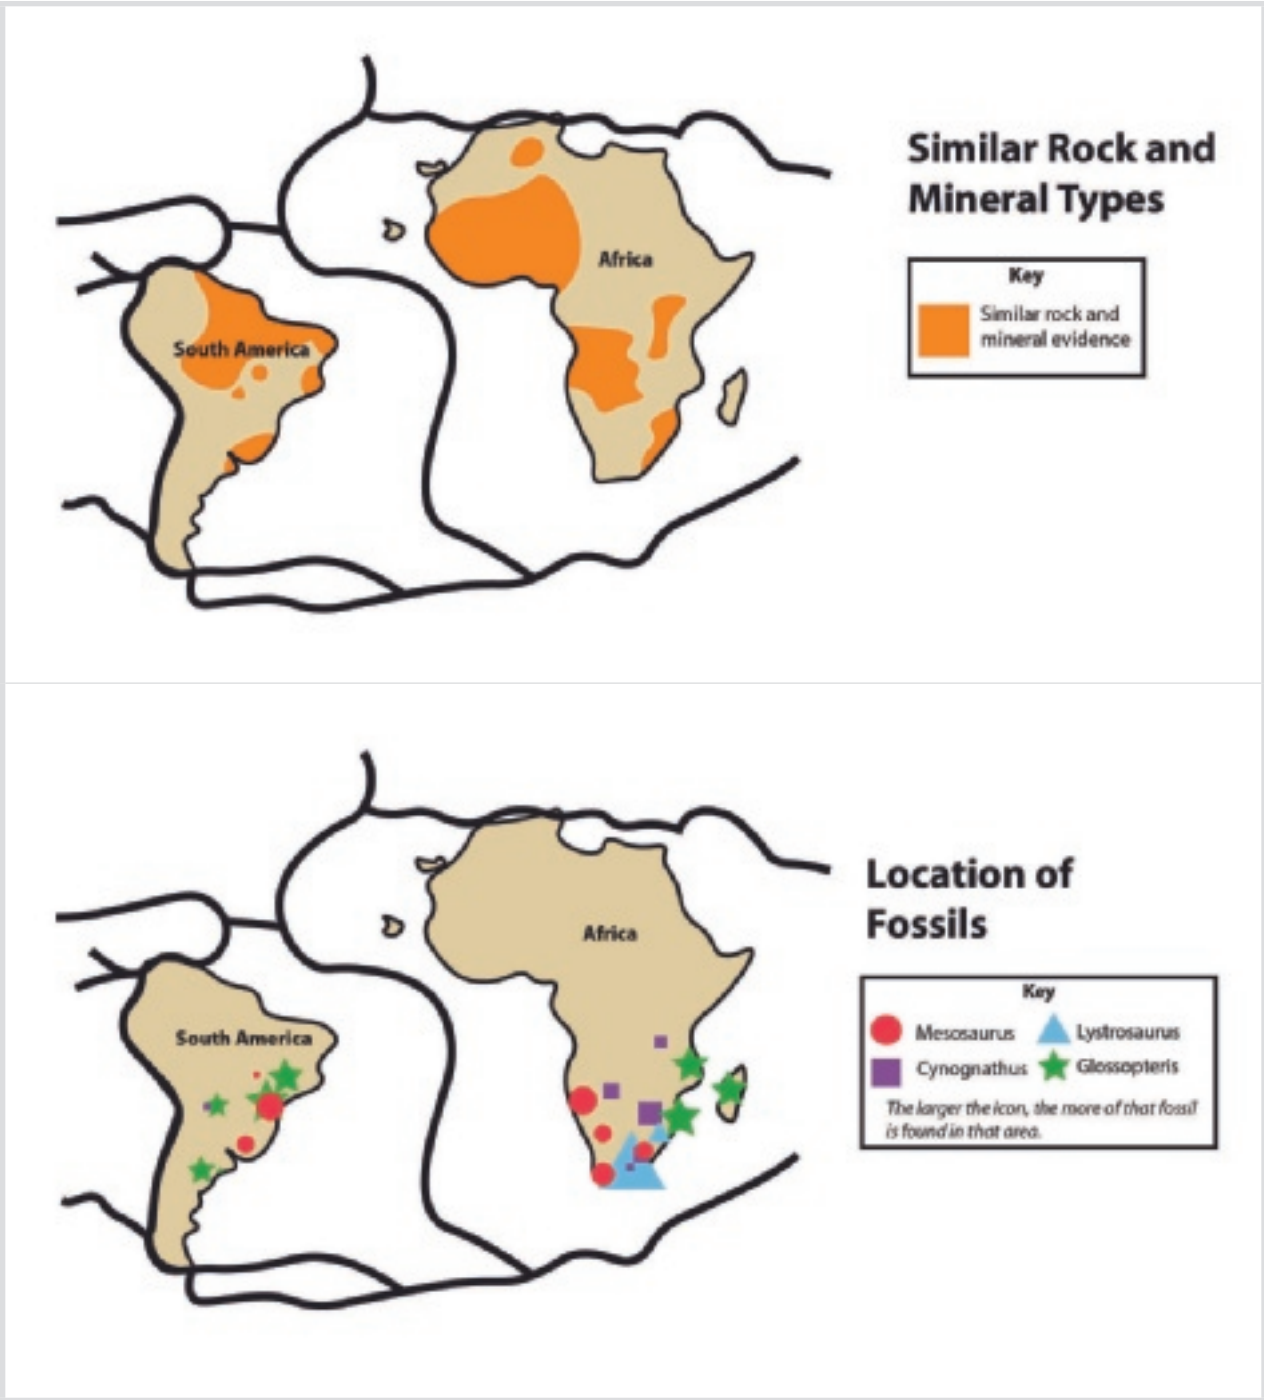 Similar Rock and
Mineral Types
Key
Similar rock and
mineral evidence
Africa
South America
Location of
Fossils
Africa
Key
Mesosaurus
Lystrosaurus
Cynognathus
Glossopteris
The larger the icon, the more of that fossil
is found in that area.
South America